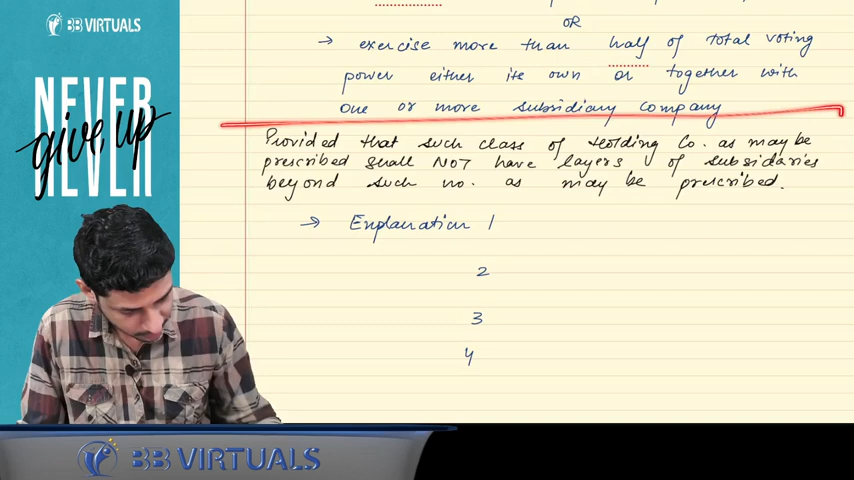 BB VIRTUALS
NEVER
give up
NEVER
OR
→ exercise more than half of total voting
power either its own or together with
one or more subsidiary company
Provided that such class of Holding Co. as may be
prescribed shall NOT have layers of subsidaries
beyond such no. as may be prescribed.
→ Explanation 1
2
3
4
BB VIRTUALS